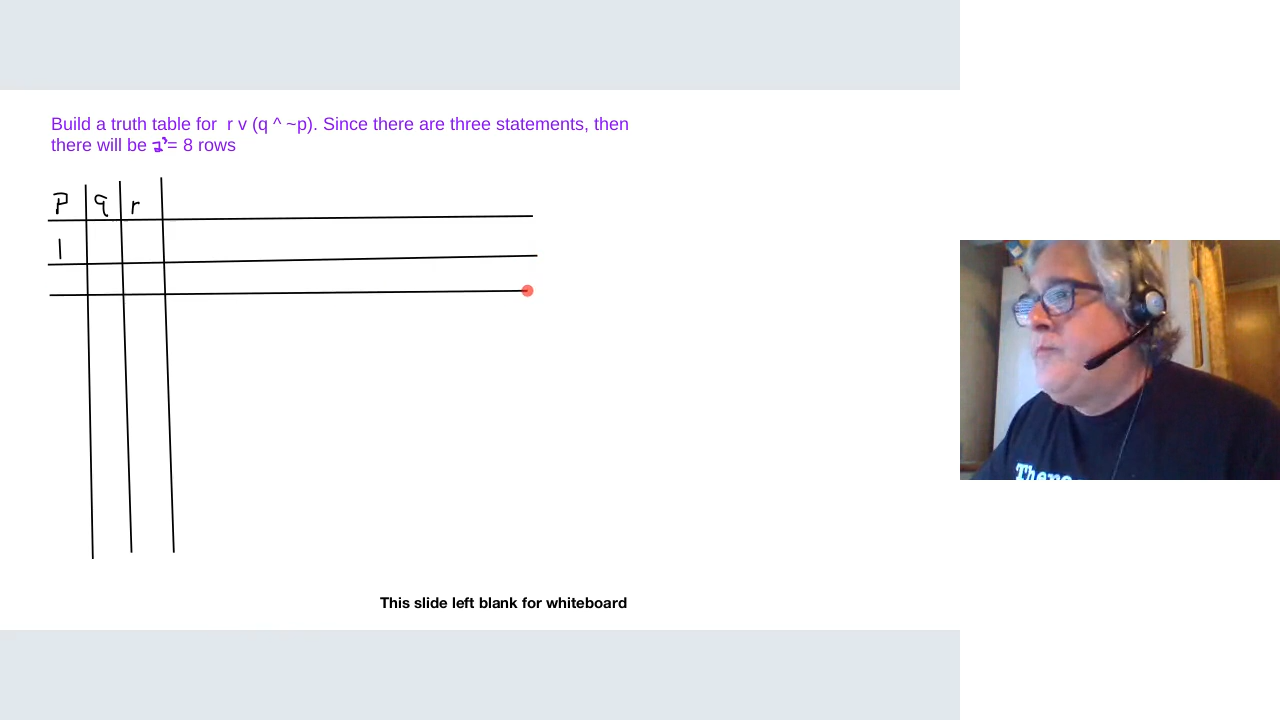 Build a truth table for r v (q ^ ~p). Since there are three statements, then
there will be 2³= 8 rows
P q r
1
This slide left blank for whiteboard